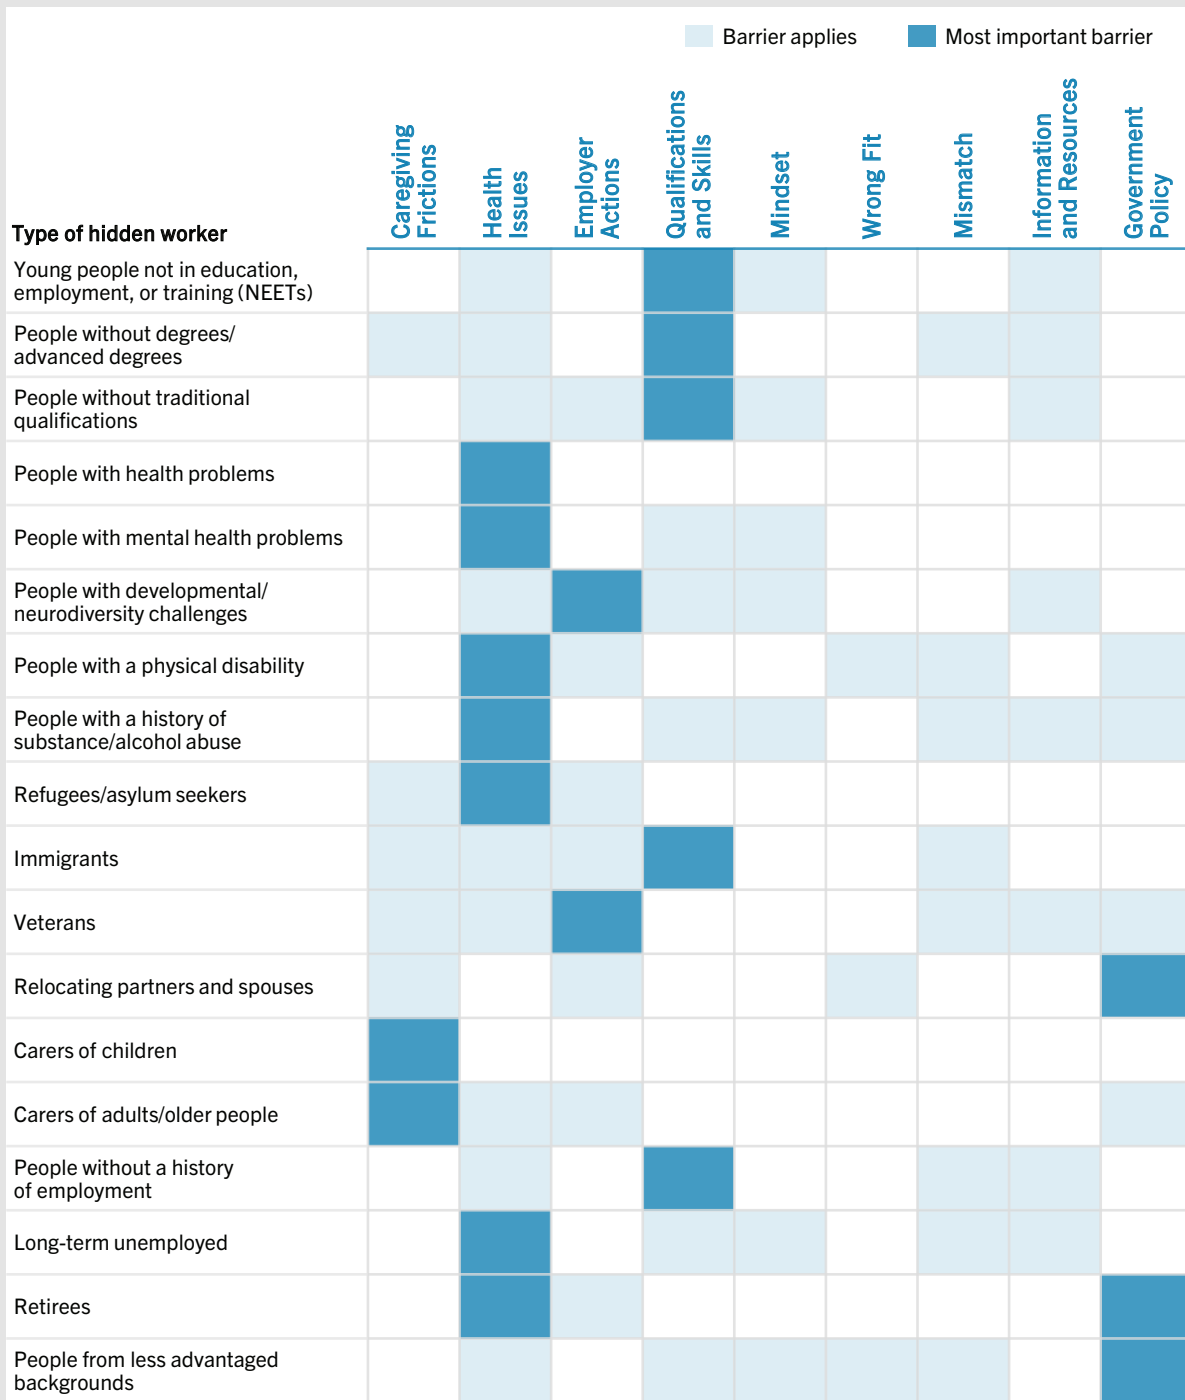 Barrier applies
Most important barrier
Caregiving
Frictions
Health
Issues
Employer
Actions
Qualifications
and Skills
Mindset
Wrong Fit
Mismatch
Information
and Resources
Government
Policy
Type of hidden worker
Young people not in education,
employment, or training (NEETs)
People without degrees/
advanced degrees
People without traditional
qualifications
People with health problems
People with mental health problems
People with developmental/
neurodiversity challenges
People with a physical disability
People with a history of
substance/alcohol abuse
Refugees/asylum seekers
Immigrants
Veterans
Relocating partners and spouses
Carers of children
Carers of adults/older people
People without a history
of employment
Long-term unemployed
Retirees
People from less advantaged
backgrounds